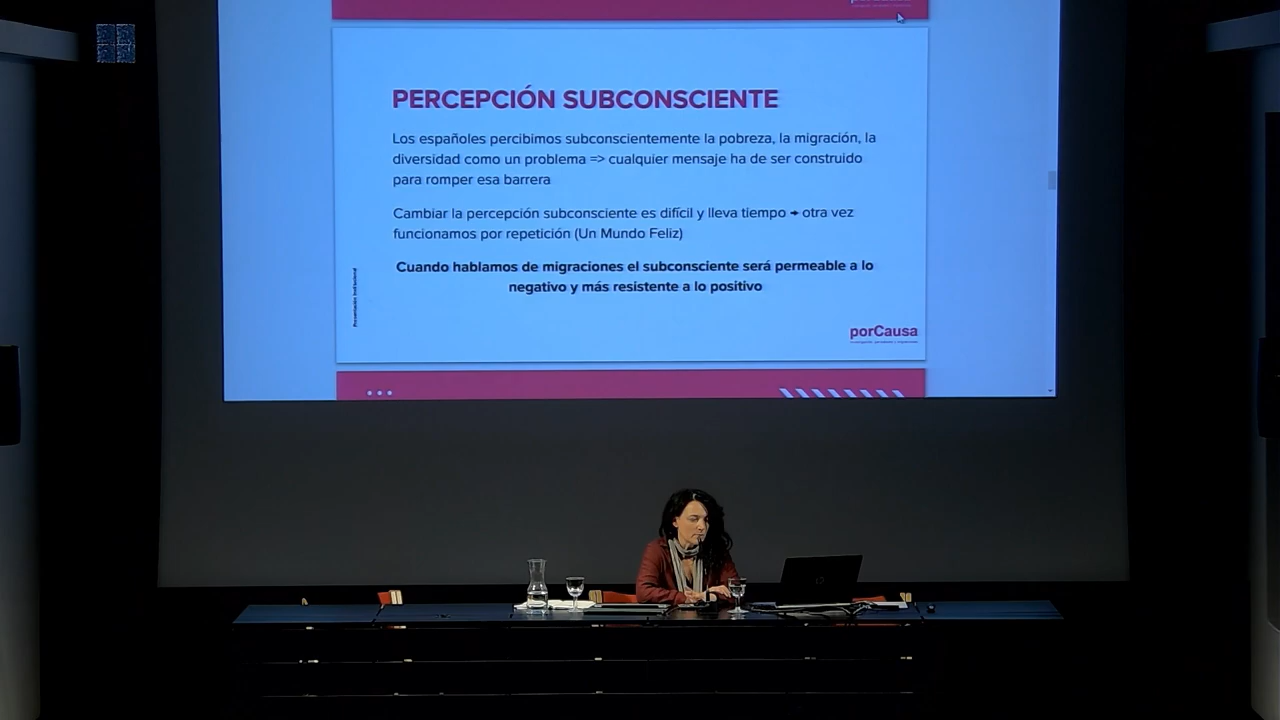 PERCEPCIÓN SUBCONSCIENTE
Los españoles percibimos subconscientemente la pobreza, la migración, la
diversidad como un problema => cualquier mensaje ha de ser construido
para romper esa barrera
Cambiar la percepción subconsciente es difícil y lleva tiempo → otra vez
funcionamos por repetición (Un Mundo Feliz)
Cuando hablamos de migraciones el subconsciente será permeable a lo
negativo y más resistente a lo positivo
Presentación Institucional
porCausa